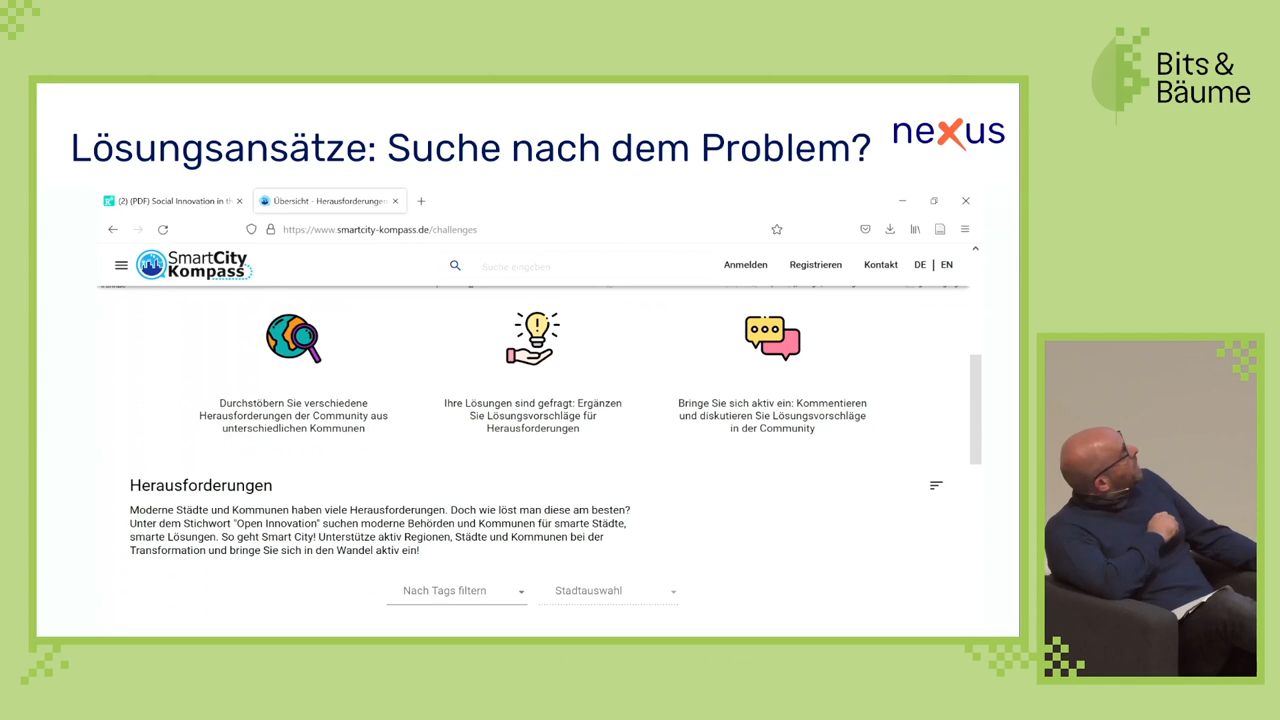 Bits &
Bäume
Lösungsansätze: Suche nach dem Problem?
nexus
(2) (PDF) Social Innovation in th
Übersicht - Herausforderungen
https://www.smartcity-kompass.de/challenges
SmartCity
Kompass
Suche eingeben
Anmelden
Registrieren
Kontakt
DE | EN
Durchstöbern Sie verschiedene
Herausforderungen der Community aus
unterschiedlichen Kommunen
Ihre Lösungen sind gefragt: Ergänzen
Sie Lösungsvorschläge für
Herausforderungen
Bringe Sie sich aktiv ein: Kommentieren
und diskutieren Sie Lösungsvorschläge
in der Community
Herausforderungen
Moderne Städte und Kommunen haben viele Herausforderungen. Doch wie löst man diese am besten?
Unter dem Stichwort "Open Innovation" suchen moderne Behörden und Kommunen für smarte Städte,
smarte Lösungen. So geht Smart City! Unterstütze aktiv Regionen, Städte und Kommunen bei der
Transformation und bringe Sie sich in den Wandel aktiv ein!
Nach Tags filtern
Stadtauswahl